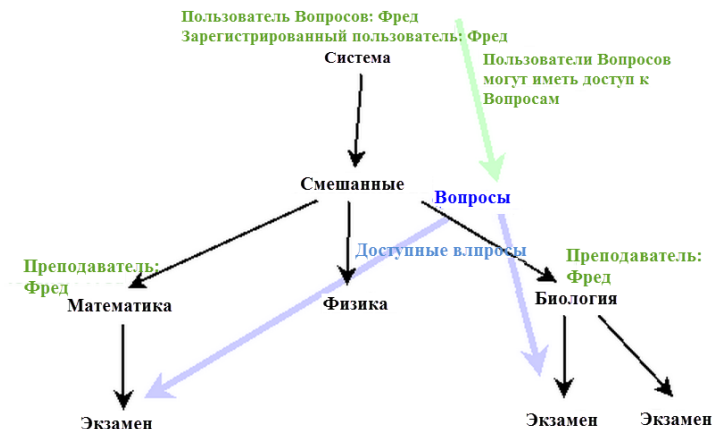 Пользователь Вопросов: Фред
Зарегистрированный пользователь: Фред
Система
Пользователи Вопросов
могут иметь доступ к
Вопросам
Смешанные
Вопросы
Доступные влпросы
Преподаватель:
Фред
Преподаватель:
Фред
Математика
Физика
Биология
Экзамен
Экзамен
Экзамен